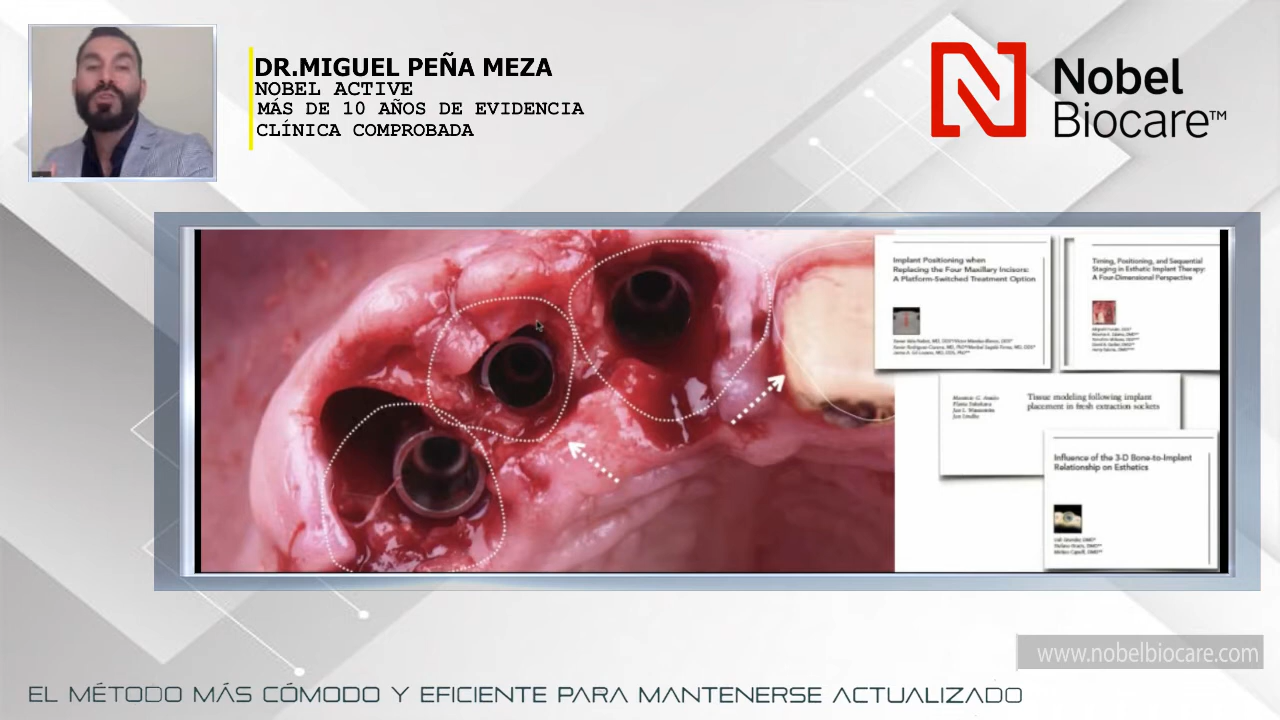 DR.MIGUEL PEÑA MEZA
NOBEL ACTIVE
MÁS DE 10 AÑOS DE EVIDENCIA
CLÍNICA COMPROBADA
Nobel
Biocare™
Implant Positioning when
Replacing the Four Maxillary Incisors:
A Platform-Switched Treatment Option
Timing, Positioning, and Sequential
Staging in Esthetic Implant Therapy:
A Four-Dimensional Perspective
Tissue modeling following implant
placement in fresh extraction sockets
Influence of the 3-D Bone-to-Implant
Relationship on Esthetics
www.nobelbiocare.com
EL MÉTODO MÁS CÓMODO Y EFICIENTE PARA MANTENERSE ACTUALIZADO